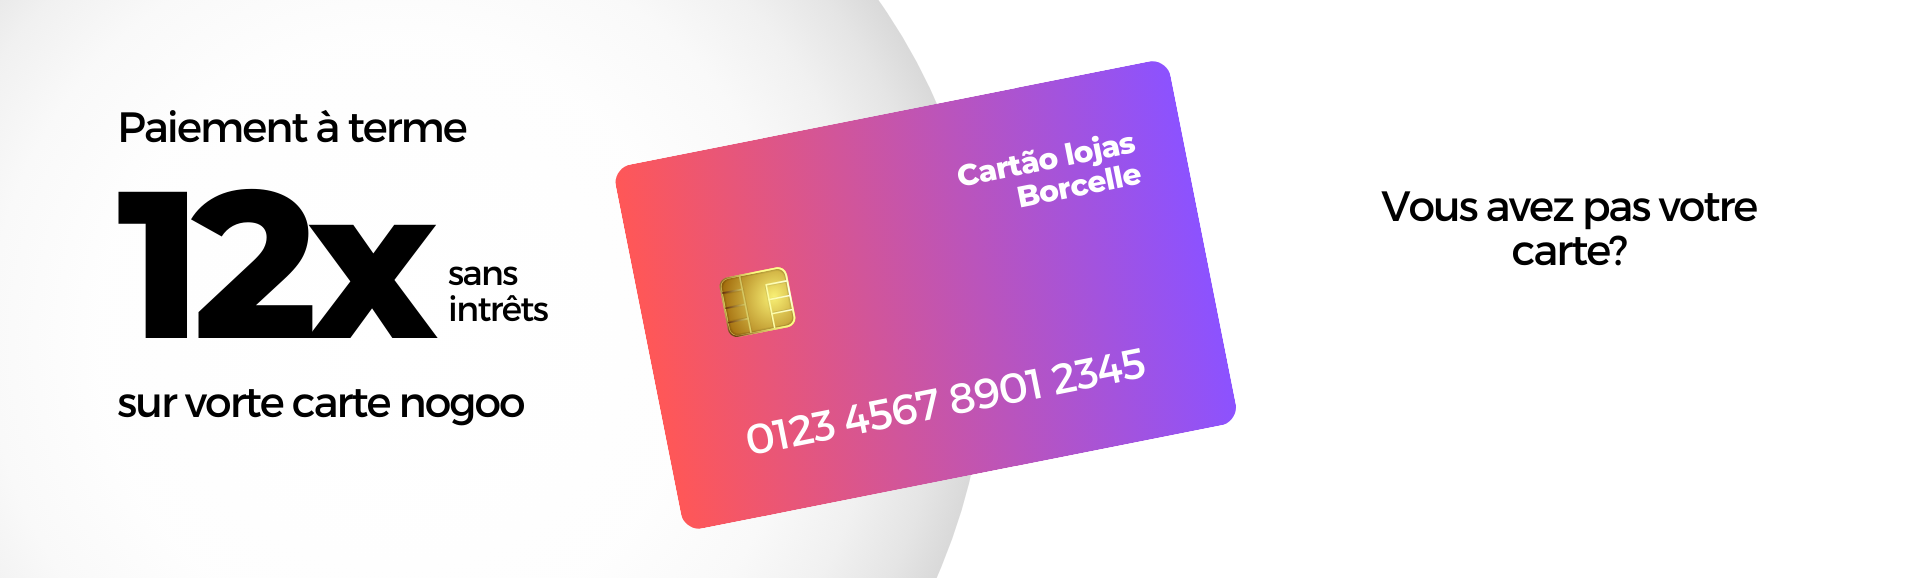 Paiement à terme
12x
sans
intrêts
sur vorte carte nogoo
Cartão lojas
Borcelle
0123 4567 8901 2345
Vous avez pas votre
carte?